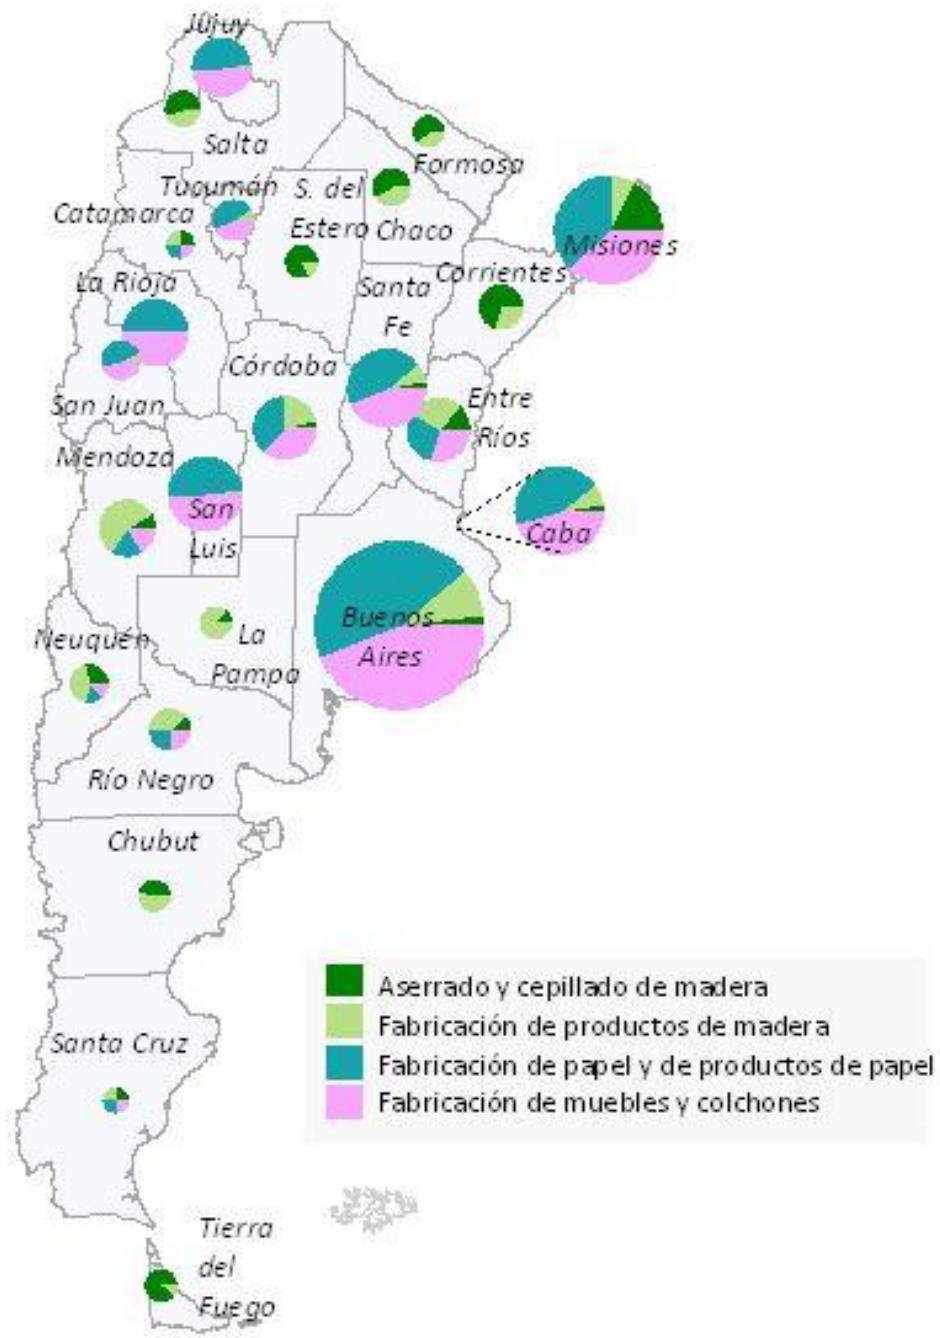 Jujuy
Salta
Formosa
Tucumán
S. del
Estero
Catamarca
Chaco
Misiones
La Rioja
Santa
Fe
Corrientes
Córdoba
San Juan
Entre
Ríos
Mendoza
San
Luis
Caba
Buenos
Aires
Neuquén
La
Pampa
Río Negro
Chubut
Aserrado y cepillado de madera
Fabricación de productos de madera
Fabricación de papel y de productos de papel
Fabricación de muebles y colchones
Santa Cruz
Tierra
del
Fuego